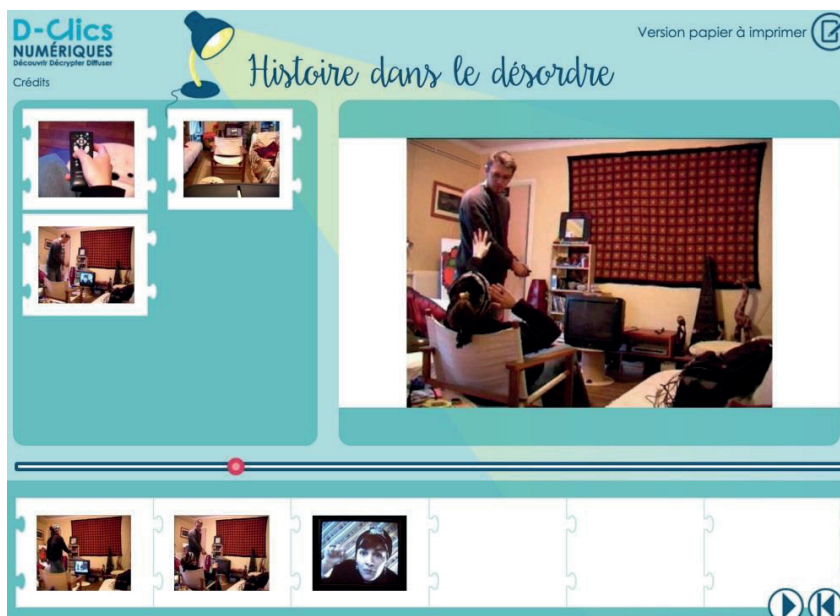 D-Clics
NUMÉRIQUES
Découvrir Décrypter Diffuser
Crédits
Version papier à imprimer
Histoire dans le désordre